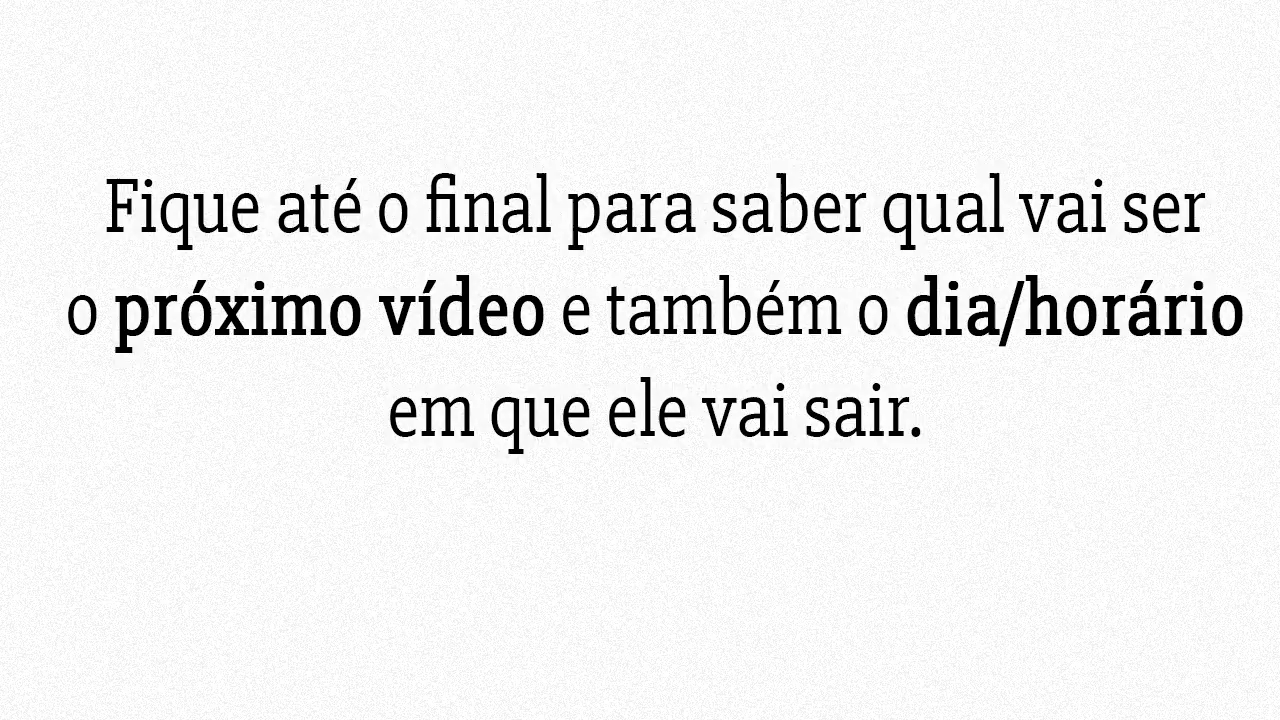 Fique até o final para saber qual vai ser
o próximo vídeo e também o dia/horário
em que ele vai sair.